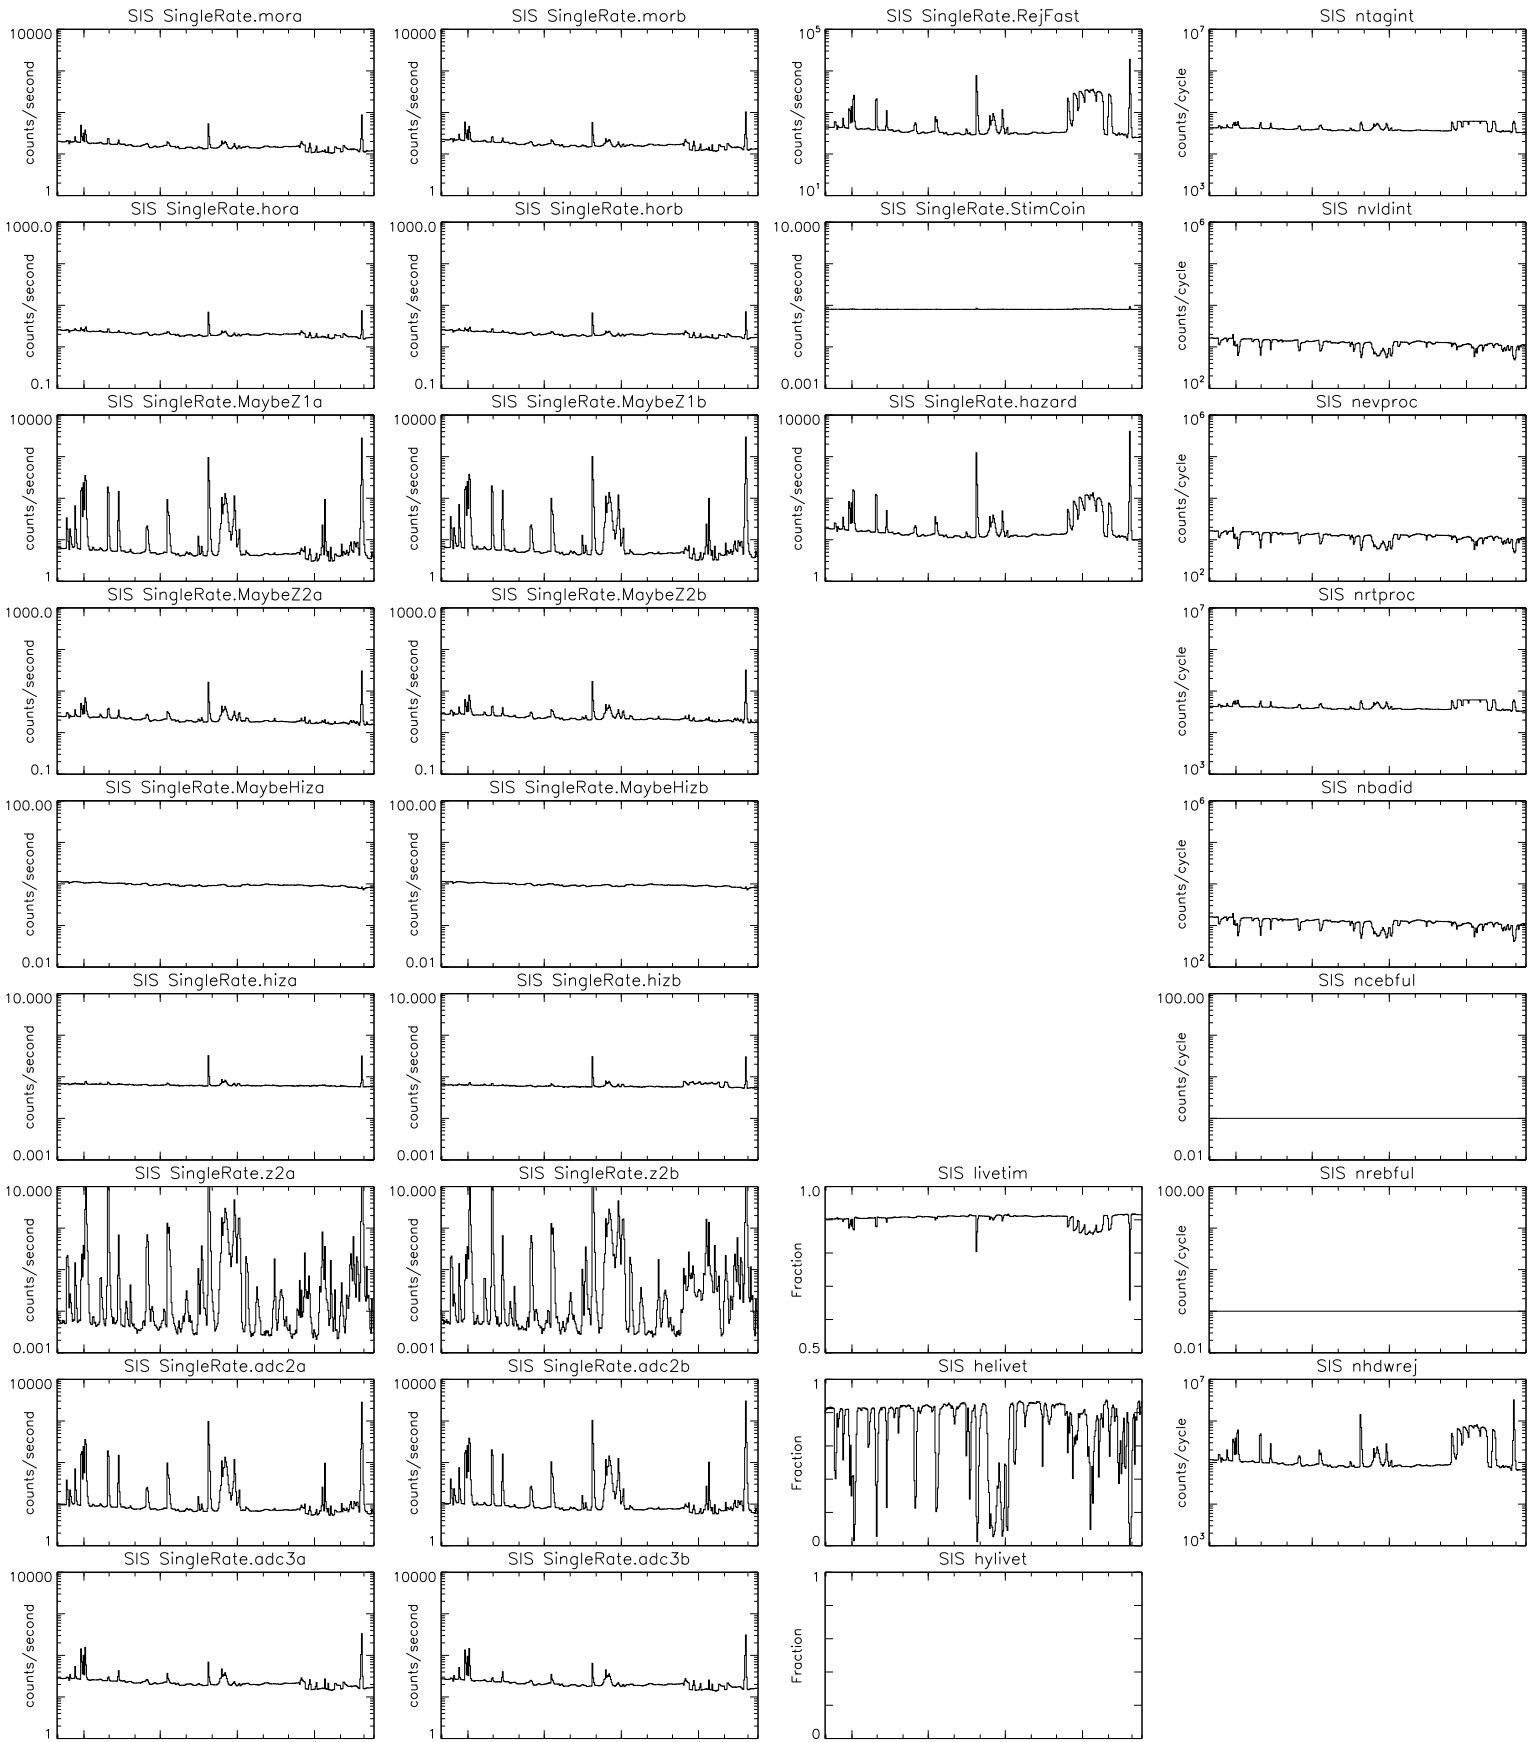 SIS SingleRate.mora
SIS SingleRate.morb
SIS SingleRate.RejFast
SIS ntagint
10000
counts/second
1
10000
counts/second
1
10^5
counts/second
10^1
10^7
counts/cycle
10^3
SIS SingleRate.hora
SIS SingleRate.horb
SIS SingleRate.StimCoin
SIS nvldint
1000.0
counts/second
0.1
1000.0
counts/second
0.1
10.000
counts/second
0.001
10^6
counts/cycle
10^2
SIS SingleRate.MaybeZ1a
SIS SingleRate.MaybeZ1b
SIS SingleRate.hazard
SIS nevproc
10000
counts/second
1
10000
counts/second
1
10000
counts/second
1
10^6
counts/cycle
10^2
SIS SingleRate.MaybeZ2a
SIS SingleRate.MaybeZ2b
SIS nrtproc
1000.0
counts/second
0.1
1000.0
counts/second
0.1
10^7
counts/cycle
10^3
SIS SingleRate.MaybeHiza
SIS SingleRate.MaybeHizb
SIS nbadid
100.00
counts/second
0.01
100.00
counts/second
0.01
10^6
counts/cycle
10^2
SIS SingleRate.hiza
SIS SingleRate.hizb
SIS ncebful
10.000
counts/second
0.001
10.000
counts/second
0.001
100.00
counts/cycle
0.01
SIS SingleRate.z2a
SIS SingleRate.z2b
SIS livetim
SIS nrebful
10.000
counts/second
0.001
10.000
counts/second
0.001
1.0
Fraction
0.5
100.00
counts/cycle
0.01
SIS SingleRate.adc2a
SIS SingleRate.adc2b
SIS helivet
SIS nhdwrej
10000
counts/second
1
10000
counts/second
1
1
Fraction
0
10^7
counts/cycle
10^3
SIS SingleRate.adc3a
SIS SingleRate.adc3b
SIS hylivet
10000
counts/second
1
10000
counts/second
1
1
Fraction
0